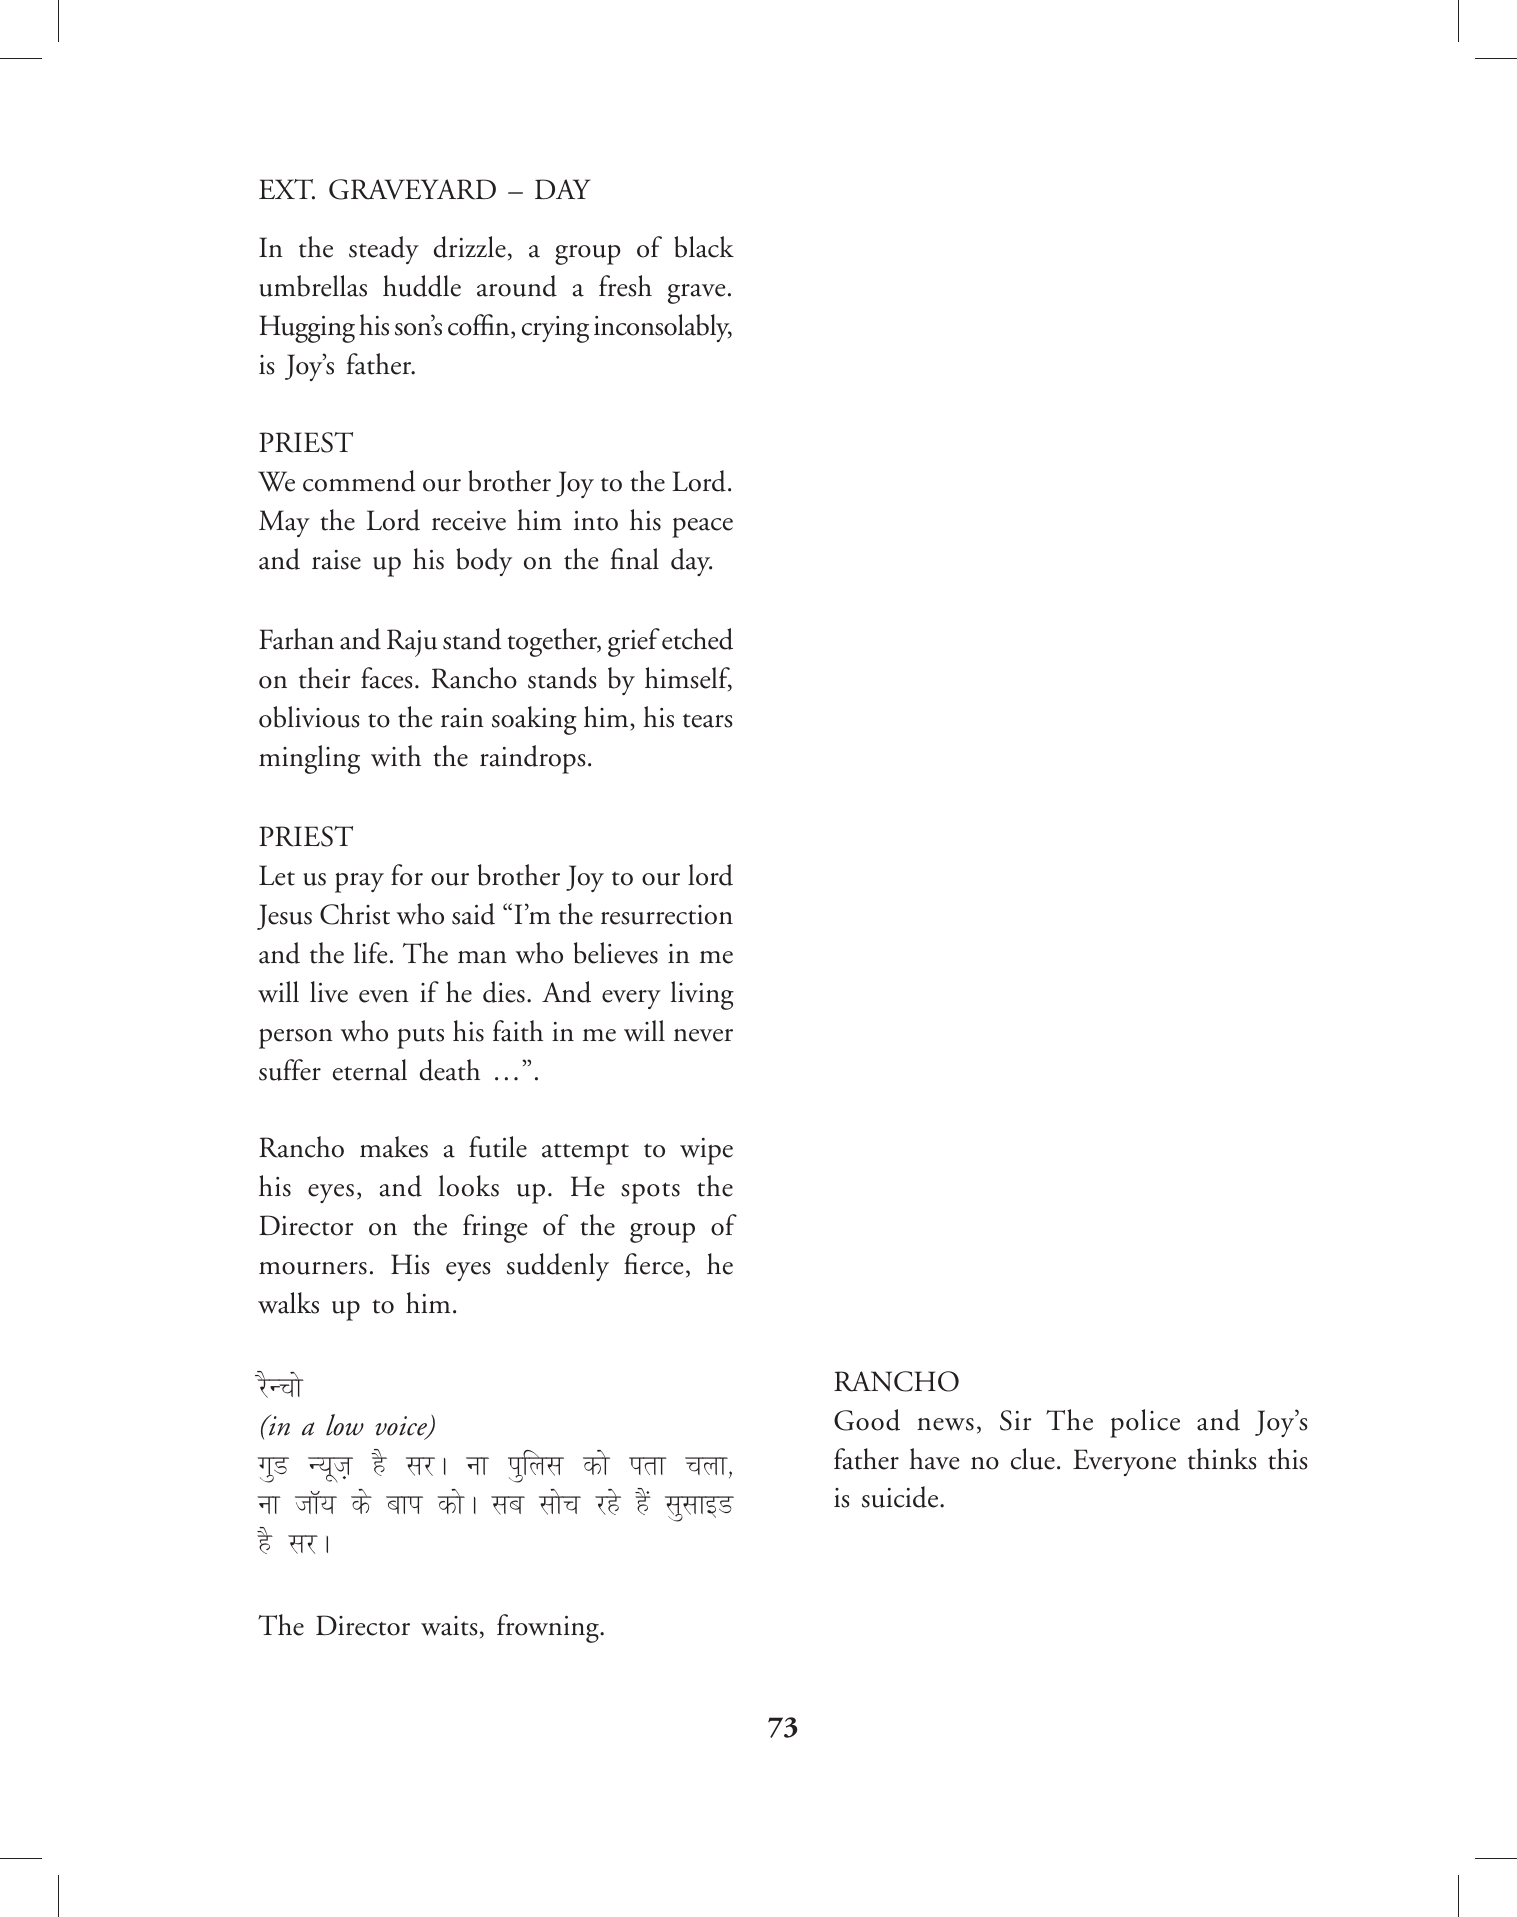 EXT. GRAVEYARD – DAY
In the steady drizzle, a group of black
umbrellas huddle around a fresh grave.
Hugging his son’s coffin, crying inconsolably,
is Joy’s father.
PRIEST
We commend our brother Joy to the Lord.
May the Lord receive him into his peace
and raise up his body on the final day.
Farhan and Raju stand together, grief etched
on their faces. Rancho stands by himself,
oblivious to the rain soaking him, his tears
mingling with the raindrops.
PRIEST
Let us pray for our brother Joy to our lord
Jesus Christ who said “I’m the resurrection
and the life. The man who believes in me
will live even if he dies. And every living
person who puts his faith in me will never
suffer eternal death …”.
Rancho makes a futile attempt to wipe
his eyes, and looks up. He spots the
Director on the fringe of the group of
mourners. His eyes suddenly fierce, he
walks up to him.
रैन्चो
(in a low voice)
गुड न्यूज़ है सर। ना पुलिस को पता चला,
ना जॉय के बाप को। सब सोच रहे हैं सुसाइड
है सर।
The Director waits, frowning.
RANCHO
Good news, Sir The police and Joy’s
father have no clue. Everyone thinks this
is suicide.
73